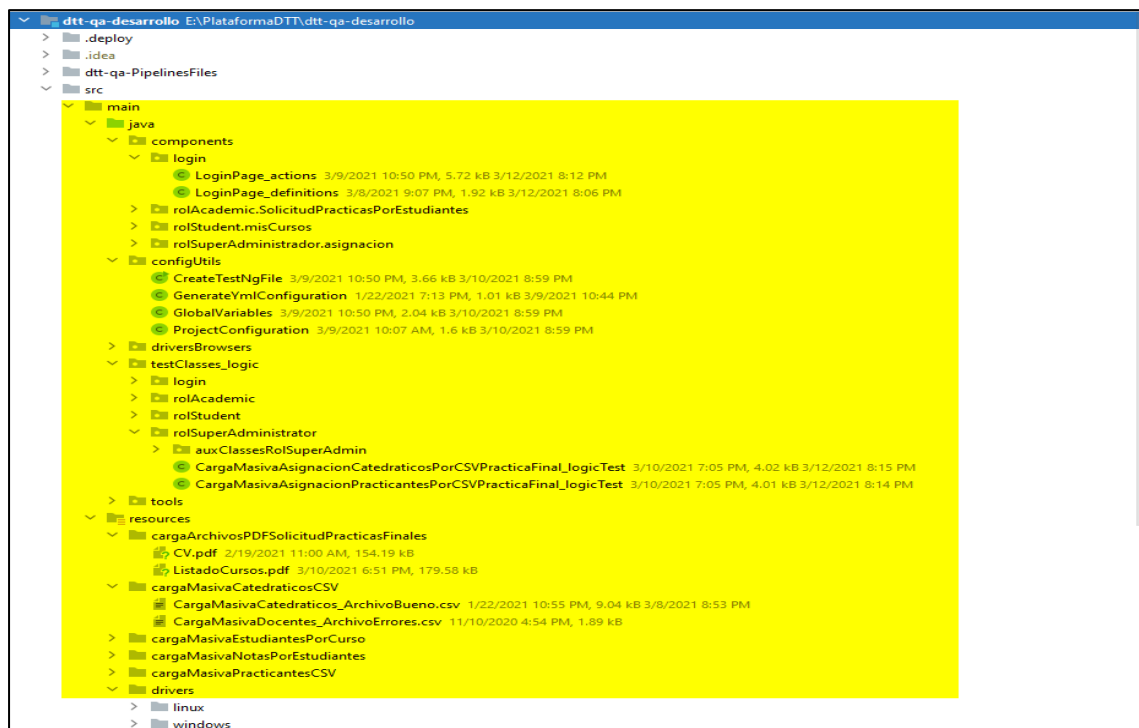 dtt-qa-desarrollo E:\PlataformaDTT\dtt-qa-desarrollo
.deploy
.idea
dtt-qa-PipelinesFiles
src
main
java
components
login
LoginPage_actions 3/9/2021 10:50 PM, 5.72 kB 3/12/2021 8:12 PM
LoginPage_definitions 3/8/2021 9:07 PM, 1.92 kB 3/12/2021 8:06 PM
rolAcademic.SolicitudPracticasPorEstudiantes
rolStudent.misCursos
rolSuperAdministrador.asignacion
configUtils
CreateTestNgFile 3/9/2021 10:50 PM, 3.66 kB 3/10/2021 8:59 PM
GenerateYmlConfiguration 1/22/2021 7:13 PM, 1.01 kB 3/9/2021 10:44 PM
GlobalVariables 3/9/2021 10:50 PM, 2.04 kB 3/10/2021 8:59 PM
ProjectConfiguration 3/9/2021 10:07 AM, 1.6 kB 3/10/2021 8:59 PM
driversBrowsers
testClasses_logic
login
rolAcademic
rolStudent
rolSuperAdministrator
auxClassesRolSuperAdmin
CargaMasivaAsignacionCatedraticosPorCSVPracticaFinal_logicTest 3/10/2021 7:05 PM, 4.02 kB 3/12/2021 8:15 PM
CargaMasivaAsignacionPracticantesPorCSVPracticaFinal_logicTest 3/10/2021 7:05 PM, 4.01 kB 3/12/2021 8:14 PM
tools
resources
cargaArchivosPDFSolicitudPracticasFinales
CV.pdf 2/19/2021 11:00 AM, 154.19 kB
ListadoCursos.pdf 3/10/2021 6:51 PM, 179.58 kB
cargaMasivaCatedraticosCSV
CargaMasivaCatedraticos_ArchivoBueno.csv 1/22/2021 10:55 PM, 9.04 kB 3/8/2021 8:53 PM
CargaMasivaDocentes_ArchivoErrores.csv 11/10/2020 4:54 PM, 1.89 kB
cargaMasivaEstudiantesPorCurso
cargaMasivaNotasPorEstudiantes
cargaMasivaPracticantesCSV
drivers
linux
windows